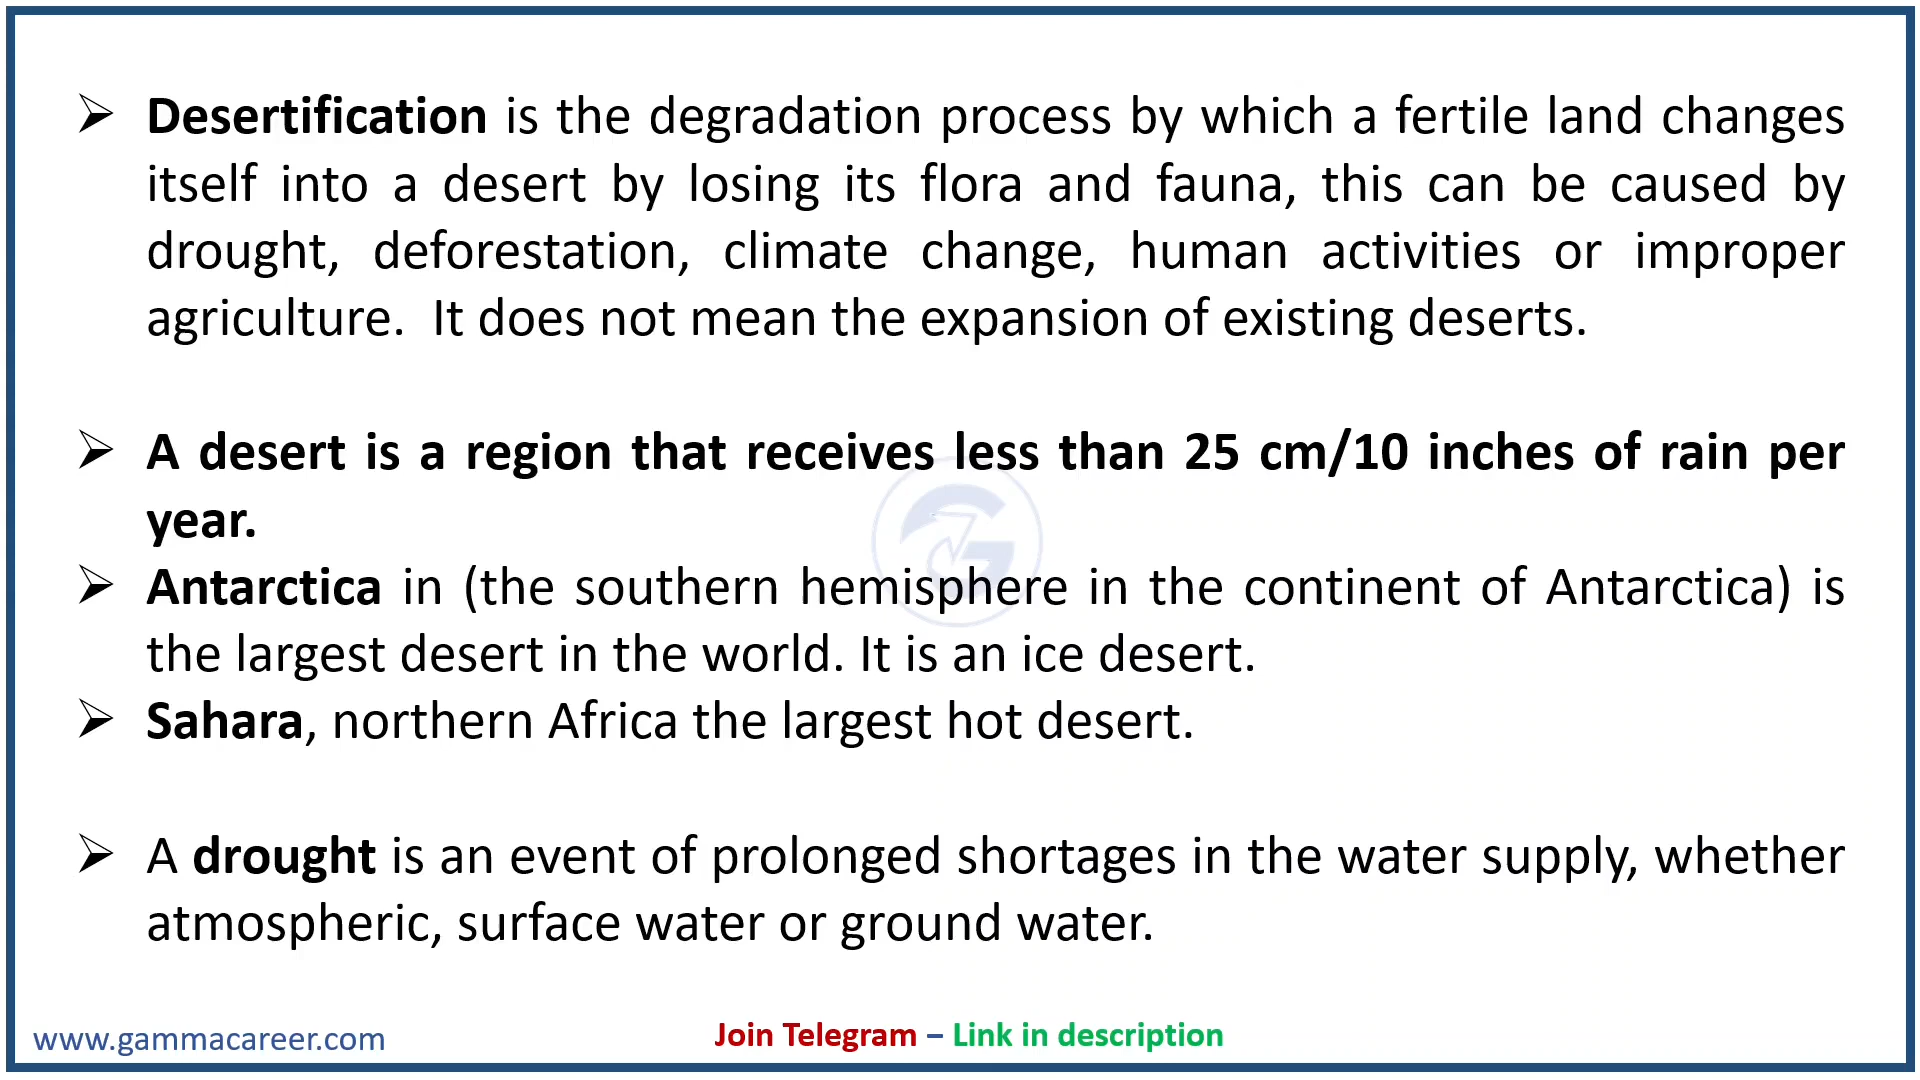 ➢ Desertification is the degradation process by which a fertile land changes
itself into a desert by losing its flora and fauna, this can be caused by
drought, deforestation, climate change, human activities or improper
agriculture.  It does not mean the expansion of existing deserts.
➢ A desert is a region that receives less than 25 cm/10 inches of rain per
year.
➢ Antarctica in (the southern hemisphere in the continent of Antarctica) is
the largest desert in the world. It is an ice desert.
➢ Sahara, northern Africa the largest hot desert.
➢ A drought is an event of prolonged shortages in the water supply, whether
atmospheric, surface water or ground water.
www.gammacareer.com
Join Telegram – Link in description